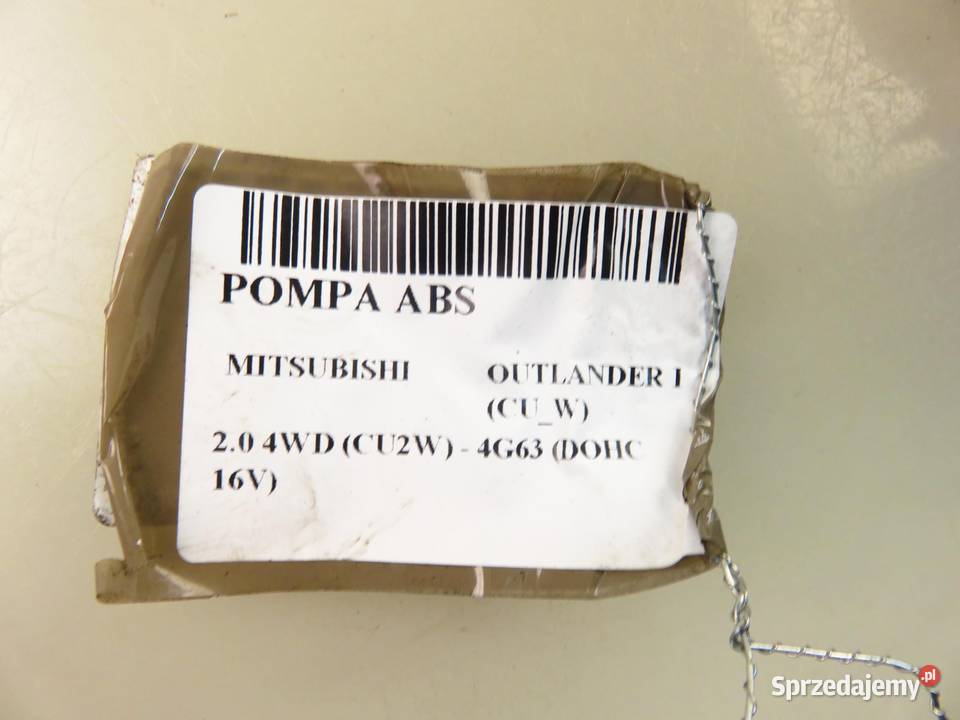 POMPA ABS
MITSUBISHI OUTLANDER I
(CU_W)
2.0 4WD (CU2W) - 4G63 (DOHC
16V)
Sprzedajemy.pl